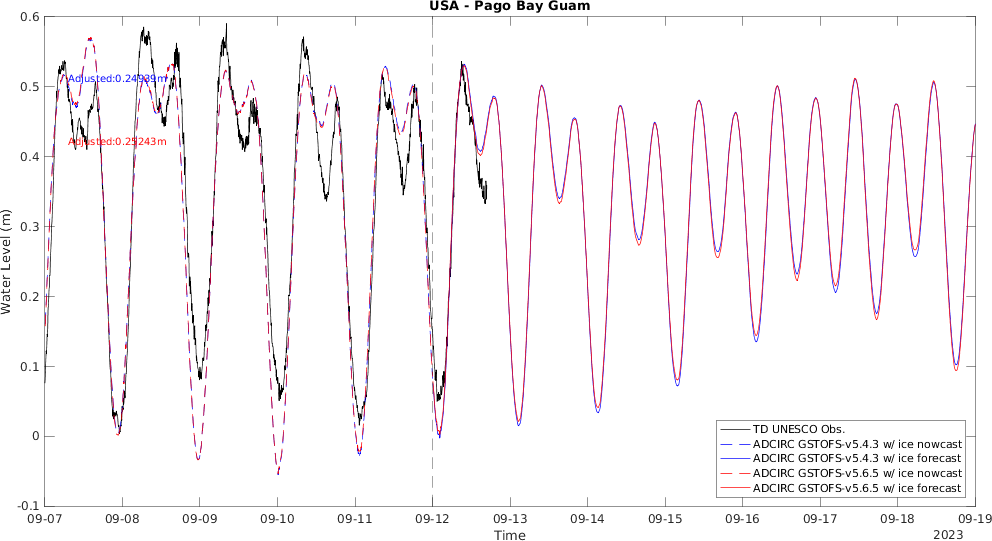 USA - Pago Bay Guam
0.6
0.5
0.4
0.3
0.2
0.1
0
-0.1
Water Level (m)
Adjusted:0.24939m
Adjusted:0.25243m
TD UNESCO Obs.
ADCIRC GSTOFS-v5.4.3 w/ ice nowcast
ADCIRC GSTOFS-v5.4.3 w/ ice forecast
ADCIRC GSTOFS-v5.6.5 w/ ice nowcast
ADCIRC GSTOFS-v5.6.5 w/ ice forecast
09-07 09-08 09-09 09-10 09-11 09-12 09-13 09-14 09-15 09-16 09-17 09-18 09-19
Time
2023